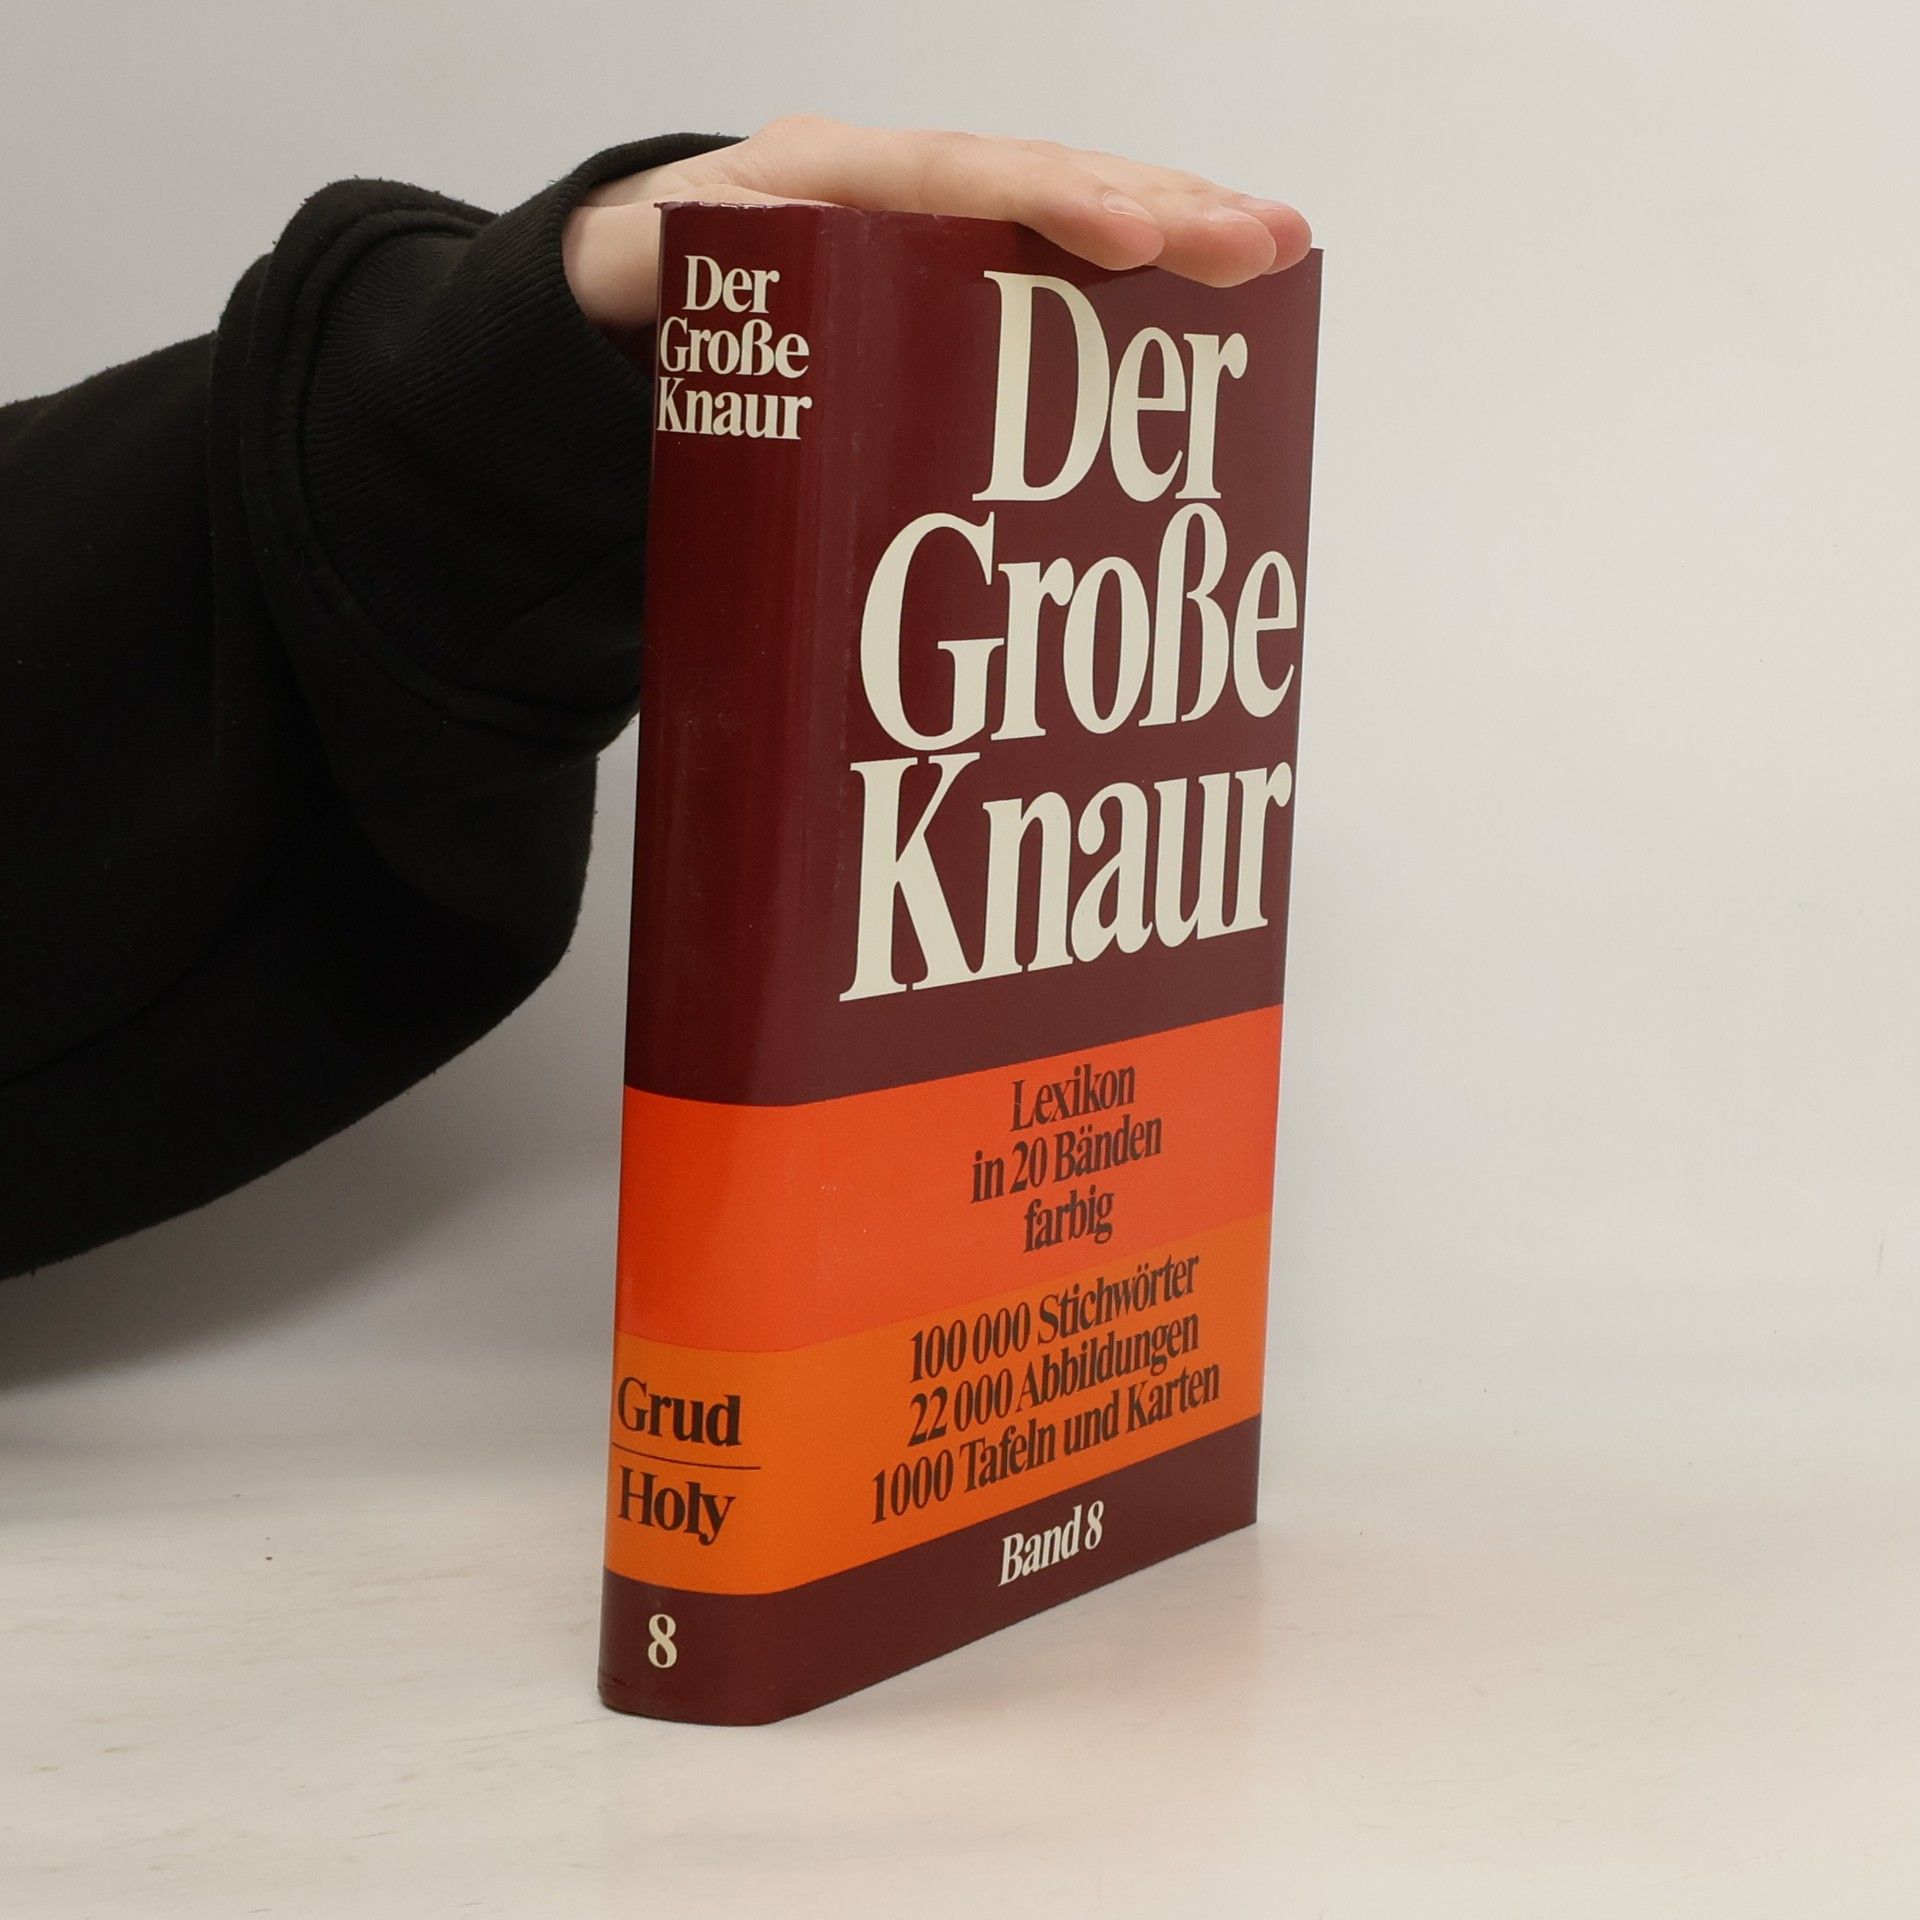 Der
Große
Knaur
Grud
Holy
8
Der
Große
Knaur
Lexikon
in 20 Bänden
farbig
100 000 Stichwörter
22 000 Abbildungen
1000 Tafeln und Karten
Band 8